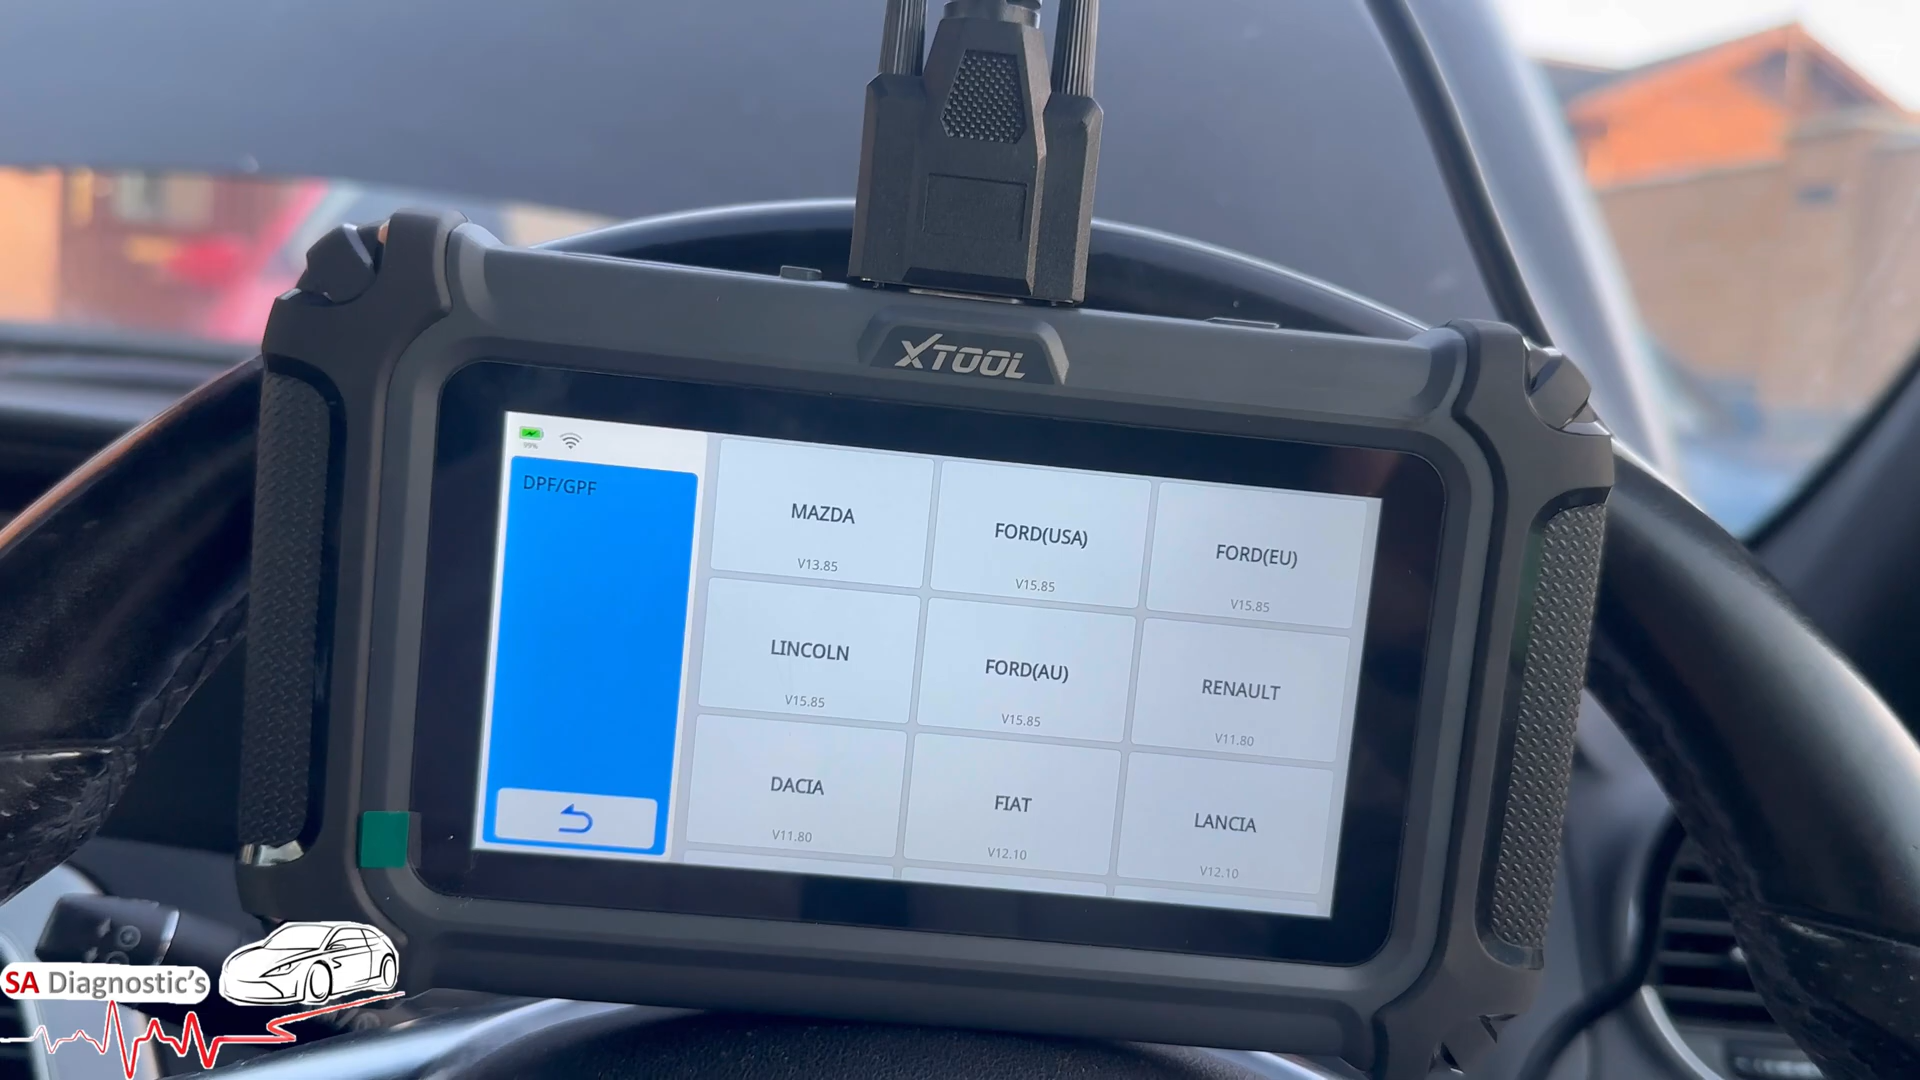 XTOOL
99%
DPF/GPF
MAZDA
V13.85
FORD(USA)
V15.85
FORD(EU)
V15.85
LINCOLN
V15.85
FORD(AU)
V15.85
RENAULT
V11.80
DACIA
V11.80
FIAT
V12.10
LANCIA
V12.10
SA Diagnostic's